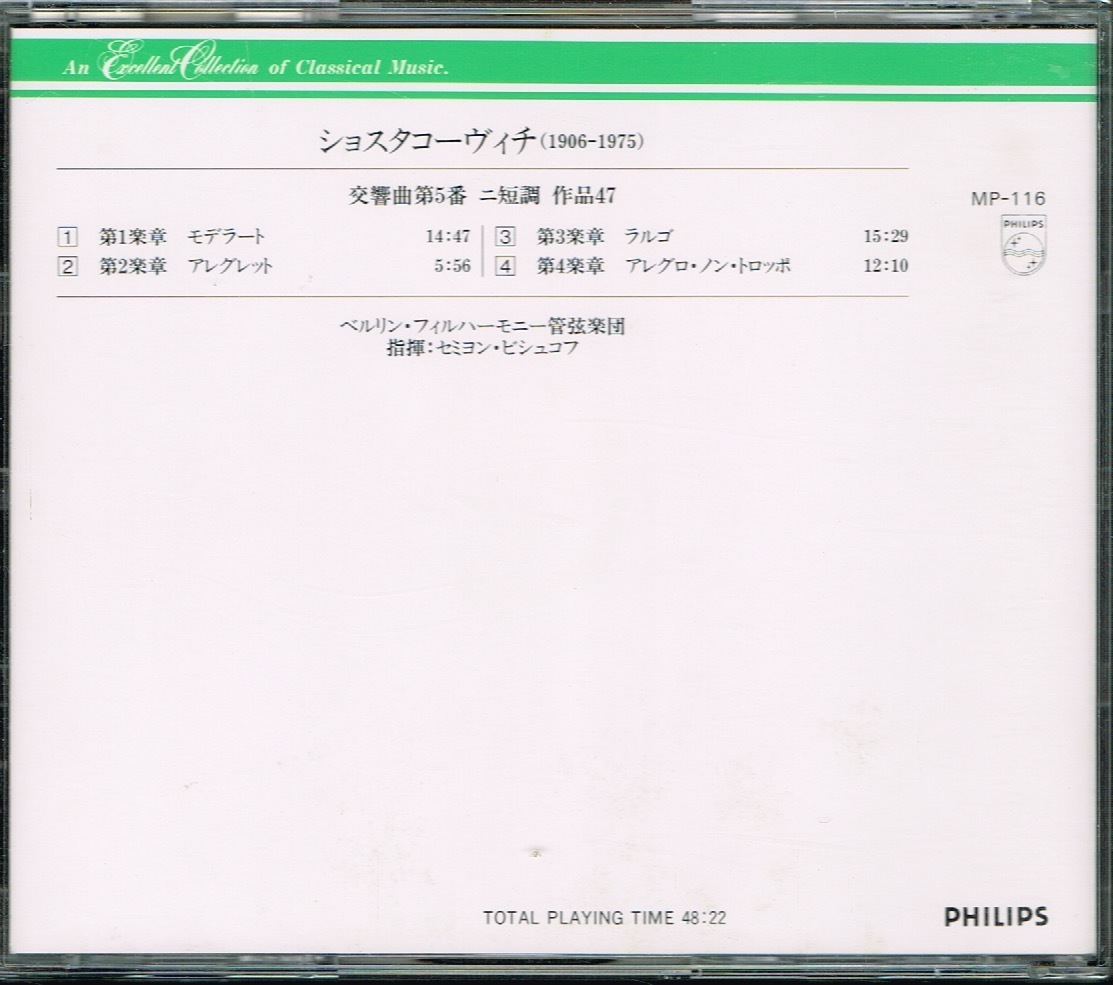 An Excellent Collection of Classical Music.
ショスタコーヴィチ(1906-1975)
交響曲第5番 ニ短調 作品47
1 第1楽章 モデラート 14:47
2 第2楽章 アレグレット 5:56
3 第3楽章 ラルゴ 15:29
4 第4楽章 アレグロ・ノン・トロッポ 12:10
MP-116
PHILIPS
ベルリン・フィルハーモニー管弦楽団
指揮:セミヨン・ビシュコフ
TOTAL PLAYING TIME 48:22
PHILIPS